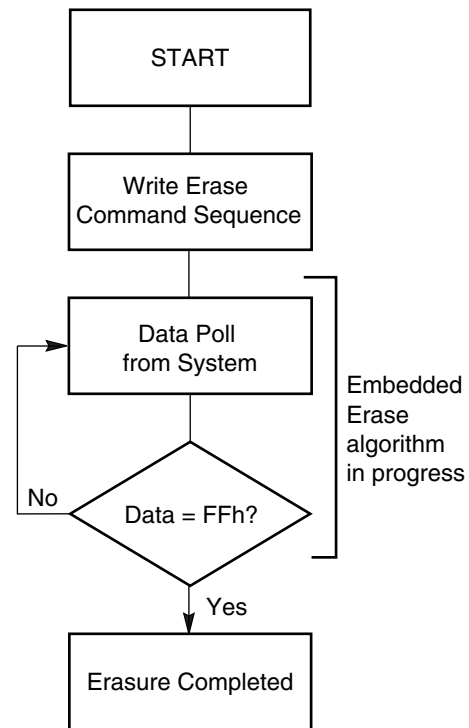 START
Write Erase
Command Sequence
Data Poll
from System
Embedded
Erase
algorithm
in progress
No
Data = FFh?
Yes
Erasure Completed